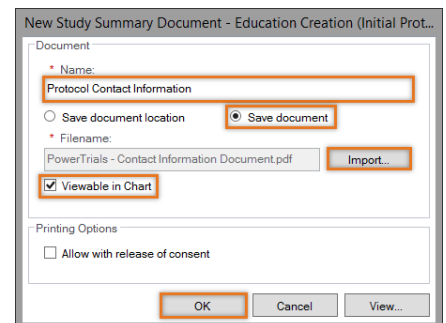 New Study Summary Document - Education Creation (Initial Prot...
Document
* Name:
Protocol Contact Information
Save document location Save document
* Filename:
PowerTrials - Contact Information Document.pdf Import...
Viewable in Chart
Printing Options
Allow with release of consent
OK Cancel View...